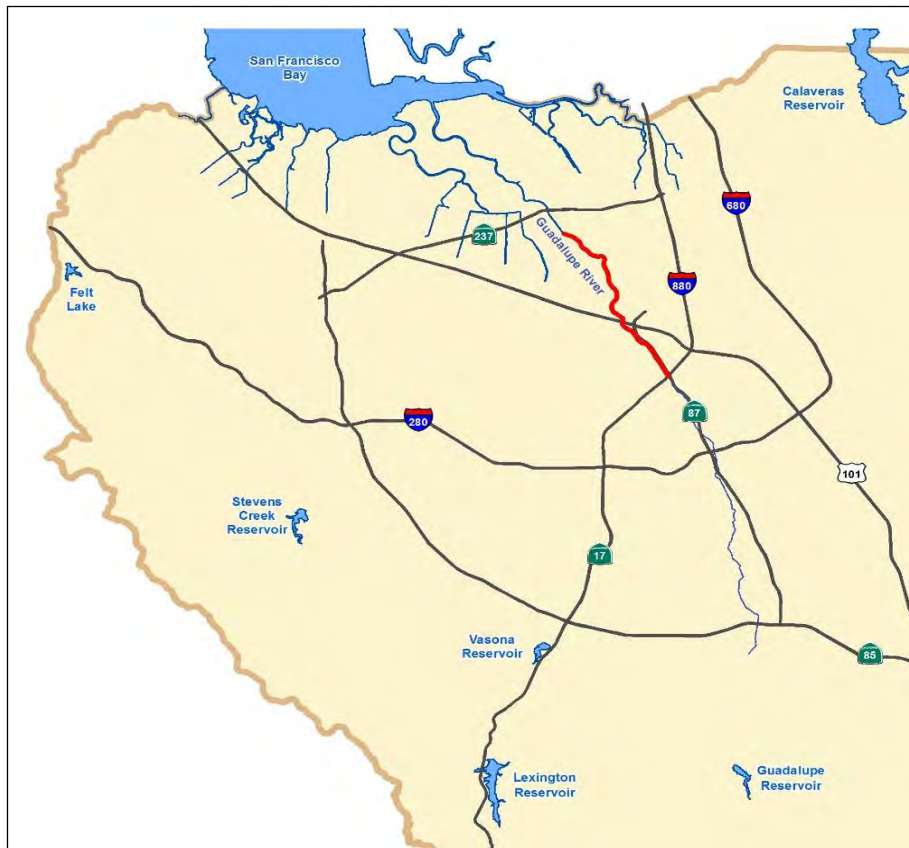 San Francisco
Bay
Calaveras
Reservoir
680
237
Guadalupe River
Felt
Lake
880
280
87
101
Stevens
Creek
Reservoir
17
Vasona
Reservoir
85
Lexington
Reservoir
Guadalupe
Reservoir